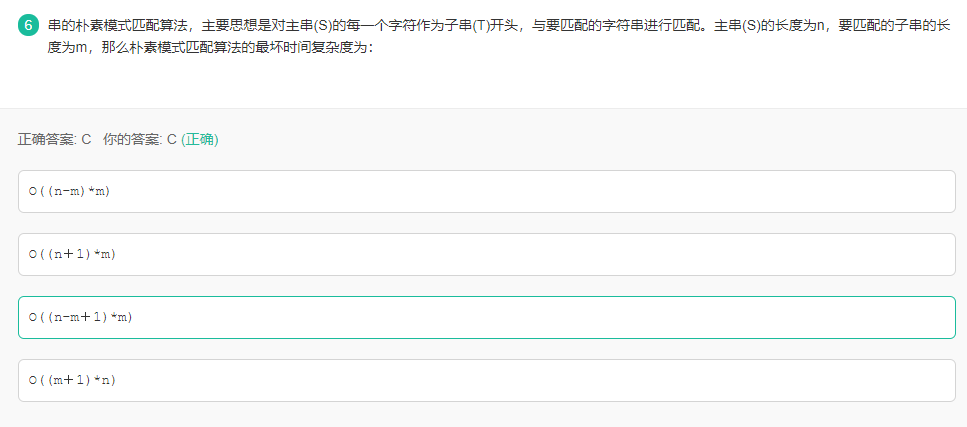 6 串的朴素模式匹配算法，主要思想是对主串(S)的每一个字符作为子串(T)开头，与要匹配的字符串进行匹配。主串(S)的长度为n，要匹配的子串的长
度为m，那么朴素模式匹配算法的最坏时间复杂度为：
正确答案: C 你的答案: C (正确)
O((n-m)*m)
O((n+1)*m)
O((n-m+1)*m)
O((m+1)*n)